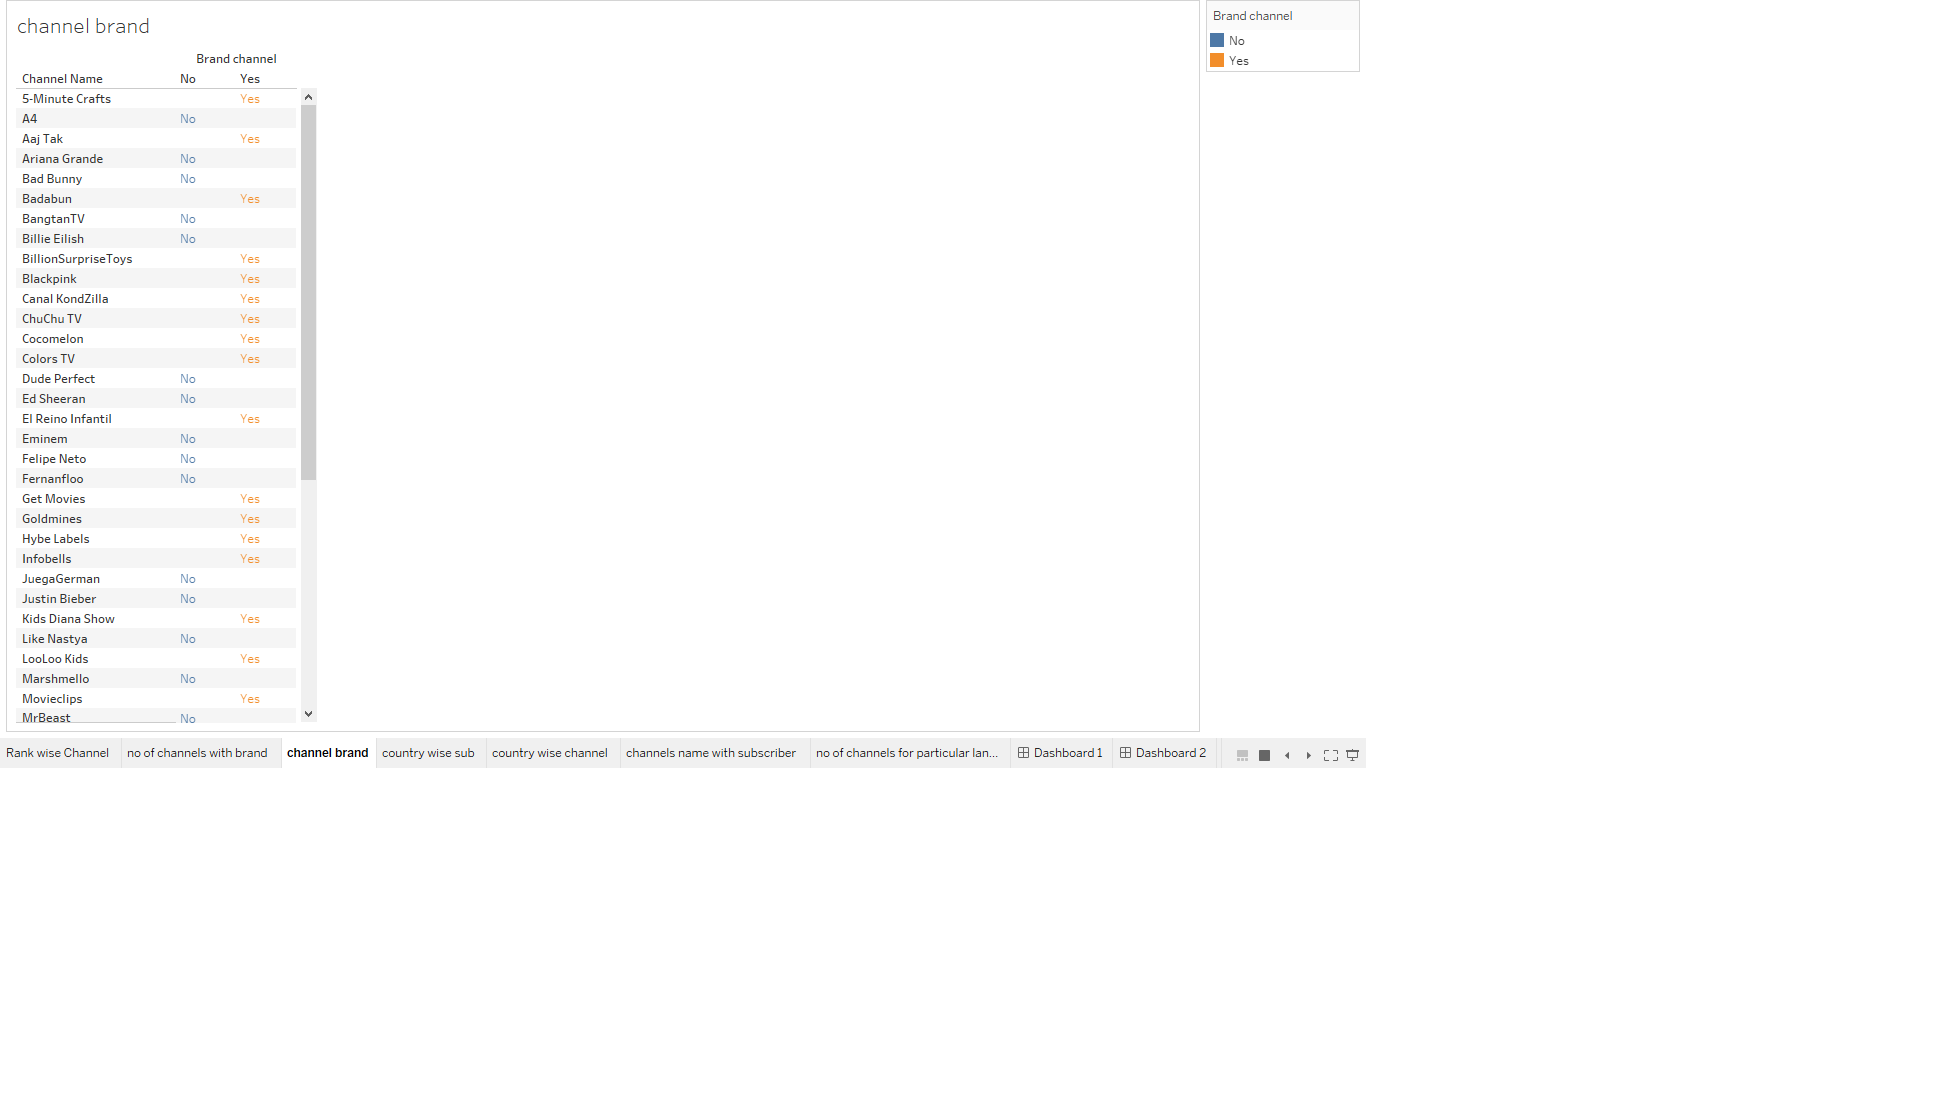 channel brand
Brand channel
Channel Name No Yes
5-Minute Crafts Yes
A4 No
Aaj Tak Yes
Ariana Grande No
Bad Bunny No
Badabun Yes
BangtanTV No
Billie Eilish No
BillionSurpriseToys Yes
Blackpink Yes
Canal KondZilla Yes
ChuChu TV Yes
Cocomelon Yes
Colors TV Yes
Dude Perfect No
Ed Sheeran No
El Reino Infantil Yes
Eminem No
Felipe Neto No
Fernanfloo No
Get Movies Yes
Goldmines Yes
Hybe Labels Yes
Infobells Yes
JuegaGerman No
Justin Bieber No
Kids Diana Show Yes
Like Nastya No
LooLoo Kids Yes
Marshmello No
Movieclips Yes
MrBeast No
Brand channel
No
Yes
Rank wise Channel no of channels with brand channel brand country wise sub country wise channel channels name with subscriber no of channels for particular lan... Dashboard 1 Dashboard 2